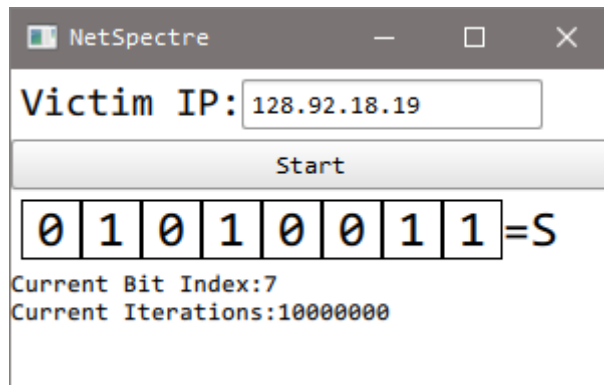 NetSpectre
Victim IP: 128.92.18.19
Start
0 1 0 1 0 0 1 1 =S
Current Bit Index:7
Current Iterations:10000000